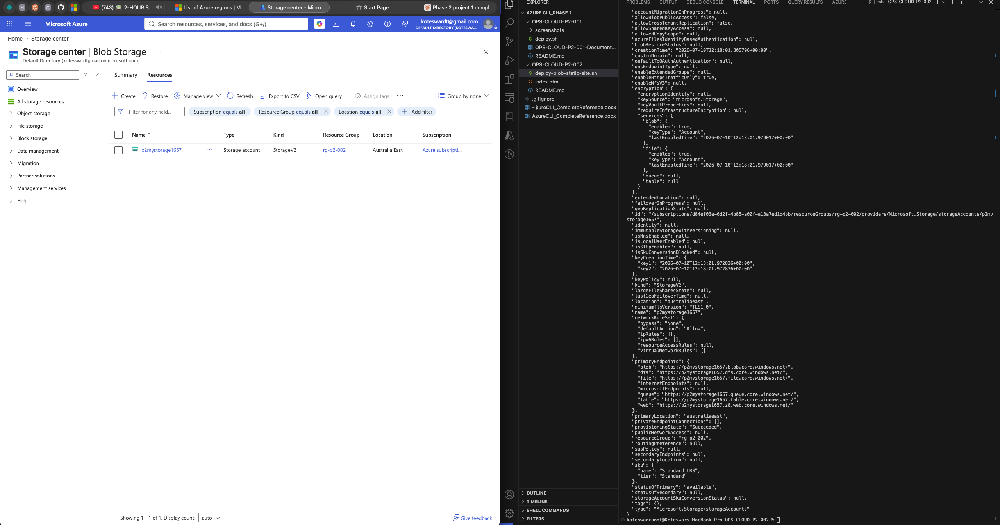 (743) 🍵 2-HOUR S...
List of Azure regions | M...
Storage center - Micro...
Start Page
Phase 2 project 1 compl...
H
C
Microsoft Azure
Search resources, services, and docs (G+/)
koteswardt@gmail.com
DEFAULT DIRECTORY (KOTESWA...
Home > Storage center
Storage center | Blob Storage ...
Default Directory (koteswardtgmail.onmicrosoft.com)
Search
Overview
All storage resources
Object storage
File storage
Block storage
Data management
Migration
Partner solutions
Management services
Help
Summary Resources
Create Restore Manage view Refresh Export to CSV Open query Assign tags ... Group by none
Filter for any field... Subscription equals all Resource Group equals all Location equals all Add filter
Name ↑ Type Kind Resource Group Location Subscription
p2mystorage1657 ... Storage account StorageV2 rg-p2-002 Australia East Azure subscripti...
Showing 1 - 1 of 1. Display count: auto
Give feedback
EXPLORER ...
AZURE CLI_PHASE 2
OPS-CLOUD-P2-001
screenshots
$ deploy.sh
OPS-CLOUD-P2-001-Document...
README.md
OPS-CLOUD-P2-002
$ deploy-blob-static-site.sh
<> index.html
README.md
.gitignore
~$ureCLI_CompleteReference.docx
AzureCLI_CompleteReference.docx
OUTLINE
TIMELINE
SHELL COMMANDS
FILTERS
PROBLEMS OUTPUT DEBUG CONSOLE TERMINAL PORTS QUERY RESULTS AZURE
zsh - OPS-CLOUD-P2-002
"accountMigrationInProgress": null,
"allowBlobPublicAccess": false,
"allowCrossTenantReplication": false,
"allowSharedKeyAccess": null,
"allowedCopyScope": null,
"azureFilesIdentityBasedAuthentication": null,
"blobRestoreStatus": null,
"creationTime": "2026-07-10T12:18:01.805796+00:00",
"customDomain": null,
"defaultToOAuthAuthentication": null,
"dnsEndpointType": null,
"enableExtendedGroups": null,
"enableHttpsTrafficOnly": true,
"enableNfsV3": null,
"encryption": {
"encryptionIdentity": null,
"keySource": "Microsoft.Storage",
"keyVaultProperties": null,
"requireInfrastructureEncryption": null,
"services": {
"blob": {
"enabled": true,
"keyType": "Account",
"lastEnabledTime": "2026-07-10T12:18:01.979017+00:00"
},
"file": {
"enabled": true,
"keyType": "Account",
"lastEnabledTime": "2026-07-10T12:18:01.979017+00:00"
},
"queue": null,
"table": null
}
},
"extendedLocation": null,
"failoverInProgress": null,
"geoReplicationStats": null,
"id": "/subscriptions/d84ef03e-6d2f-4b85-a00f-a13a7ed1d4bb/resourceGroups/rg-p2-002/providers/Microsoft.Storage/storageAccounts/p2my
storage1657",
"identity": null,
"immutableStorageWithVersioning": null,
"isHnsEnabled": null,
"isLocalUserEnabled": null,
"isSftpEnabled": null,
"isSkuConversionBlocked": null,
"keyCreationTime": {
"key1": "2026-07-10T12:18:01.972836+00:00",
"key2": "2026-07-10T12:18:01.972836+00:00"
},
"keyPolicy": null,
"kind": "StorageV2",
"largeFileSharesState": null,
"lastGeoFailoverTime": null,
"location": "australiaeast",
"minimumTlsVersion": "TLS1_0",
"name": "p2mystorage1657",
"networkRuleSet": {
"bypass": "None",
"defaultAction": "Allow",
"ipRules": [],
"ipv6Rules": [],
"resourceAccessRules": null,
"virtualNetworkRules": []
},
"primaryEndpoints": {
"blob": "https://p2mystorage1657.blob.core.windows.net/",
"dfs": "https://p2mystorage1657.dfs.core.windows.net/",
"file": "https://p2mystorage1657.file.core.windows.net/",
"internetEndpoints": null,
"microsoftEndpoints": null,
"queue": "https://p2mystorage1657.queue.core.windows.net/",
"table": "https://p2mystorage1657.table.core.windows.net/",
"web": "https://p2mystorage1657.z8.web.core.windows.net/"
},
"primaryLocation": "australiaeast",
"privateEndpointConnections": [],
"provisioningState": "Succeeded",
"publicNetworkAccess": null,
"resourceGroup": "rg-p2-002",
"routingPreference": null,
"sasPolicy": null,
"secondaryEndpoints": null,
"secondaryLocation": null,
"sku": {
"name": "Standard_LRS",
"tier": "Standard"
},
"statusOfPrimary": "available",
"statusOfSecondary": null,
"storageAccountSkuConversionStatus": null,
"tags": {},
"type": "Microsoft.Storage/storageAccounts"
}
koteswarraodt@Koteswars-MacBook-Pro OPS-CLOUD-P2-002 %